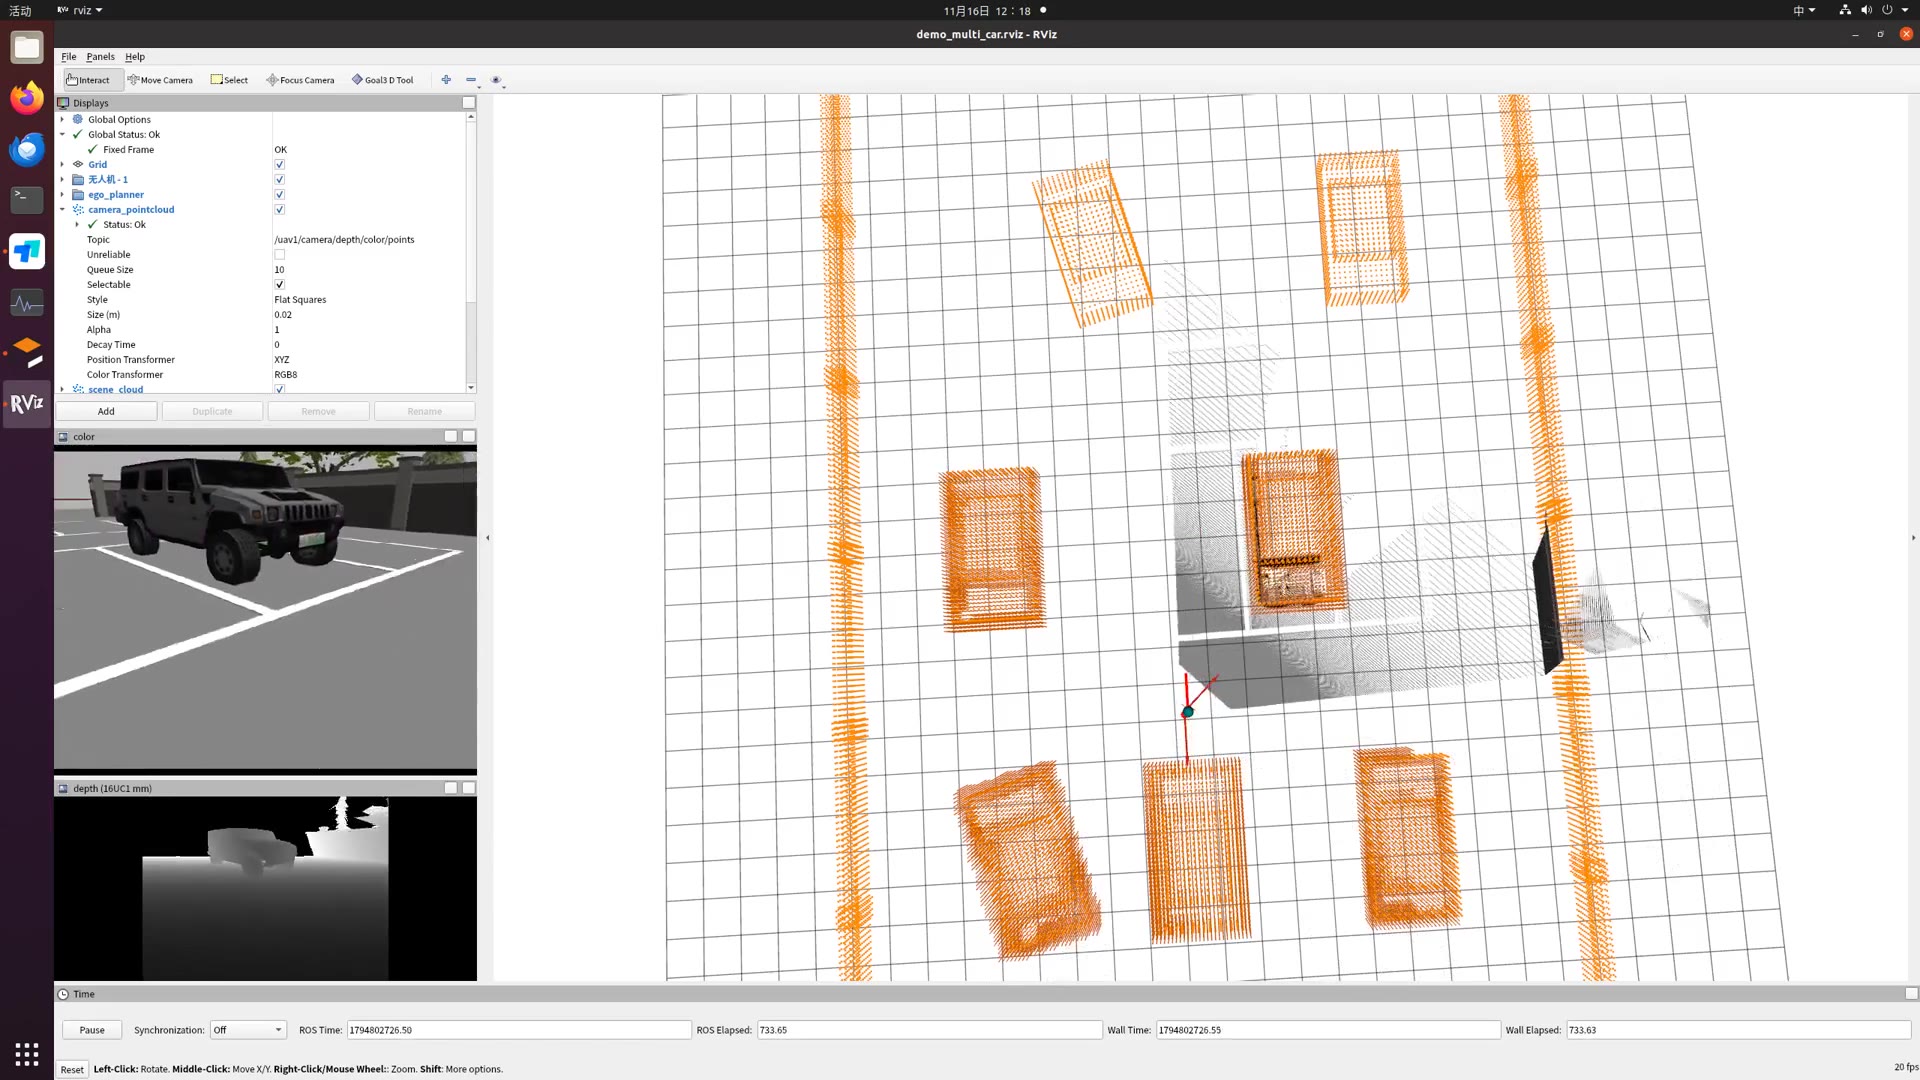 活动
rviz
11月16日 12：18
中
demo_multi_car.rviz - RViz
File Panels Help
Interact Move Camera Select Focus Camera Goal3 D Tool
Displays
Global Options
Global Status: Ok
Fixed Frame OK
Grid
无人机 - 1
ego_planner
camera_pointcloud
Status: Ok
Topic /uav1/camera/depth/color/points
Unreliable
Queue Size 10
Selectable
Style Flat Squares
Size (m) 0.02
Alpha 1
Decay Time 0
Position Transformer XYZ
Color Transformer RGB8
scene_cloud
Add Duplicate Remove Rename
RViz
color
depth (16UC1 mm)
Time
Pause Synchronization: Off ROS Time: 1794802726.50 ROS Elapsed: 733.65 Wall Time: 1794802726.55 Wall Elapsed: 733.63
Reset Left-Click: Rotate. Middle-Click: Move X/Y. Right-Click/Mouse Wheel:: Zoom. Shift: More options. 20 fps